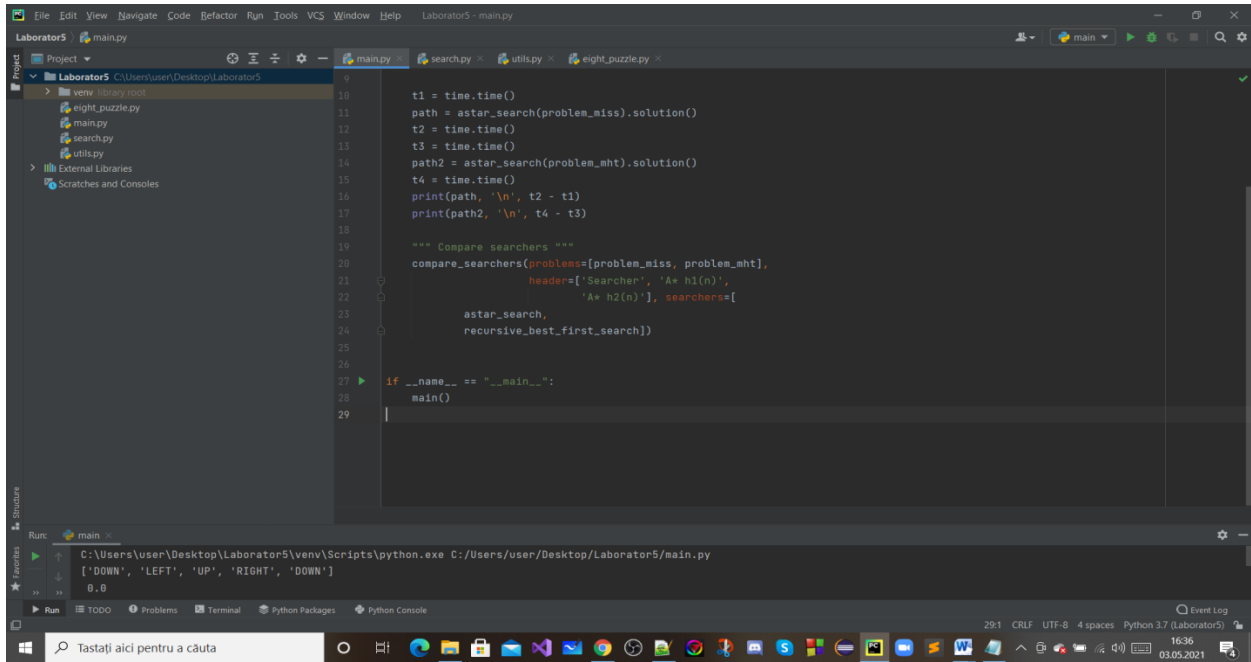 File Edit View Navigate Code Refactor Run Tools VCS Window Help Laborator5 - main.py
Laborator5 main.py main
Project main.py search.py utils.py eight_puzzle.py
Project
Laborator5 C:\Users\user\Desktop\Laborator5
venv library root
eight_puzzle.py
main.py
search.py
utils.py
External Libraries
Scratches and Consoles
9
10 t1 = time.time()
11 path = astar_search(problem_miss).solution()
12 t2 = time.time()
13 t3 = time.time()
14 path2 = astar_search(problem_mht).solution()
15 t4 = time.time()
16 print(path, '\n', t2 - t1)
17 print(path2, '\n', t4 - t3)
18
19 """ Compare searchers """
20 compare_searchers(problems=[problem_miss, problem_mht],
21 header=['Searcher', 'A* h1(n)',
22 'A* h2(n)'], searchers=[
23 astar_search,
24 recursive_best_first_search])
25
26
27 if __name__ == "__main__":
28 main()
29
Structure
Favorites
Run: main
C:\Users\user\Desktop\Laborator5\venv\Scripts\python.exe C:/Users/user/Desktop/Laborator5/main.py
['DOWN', 'LEFT', 'UP', 'RIGHT', 'DOWN']
0.0
Run TODO Problems Terminal Python Packages Python Console Event Log
29:1 CRLF UTF-8 4 spaces Python 3.7 (Laborator5)
Tastați aici pentru a căuta
16:36
03.05.2021
4